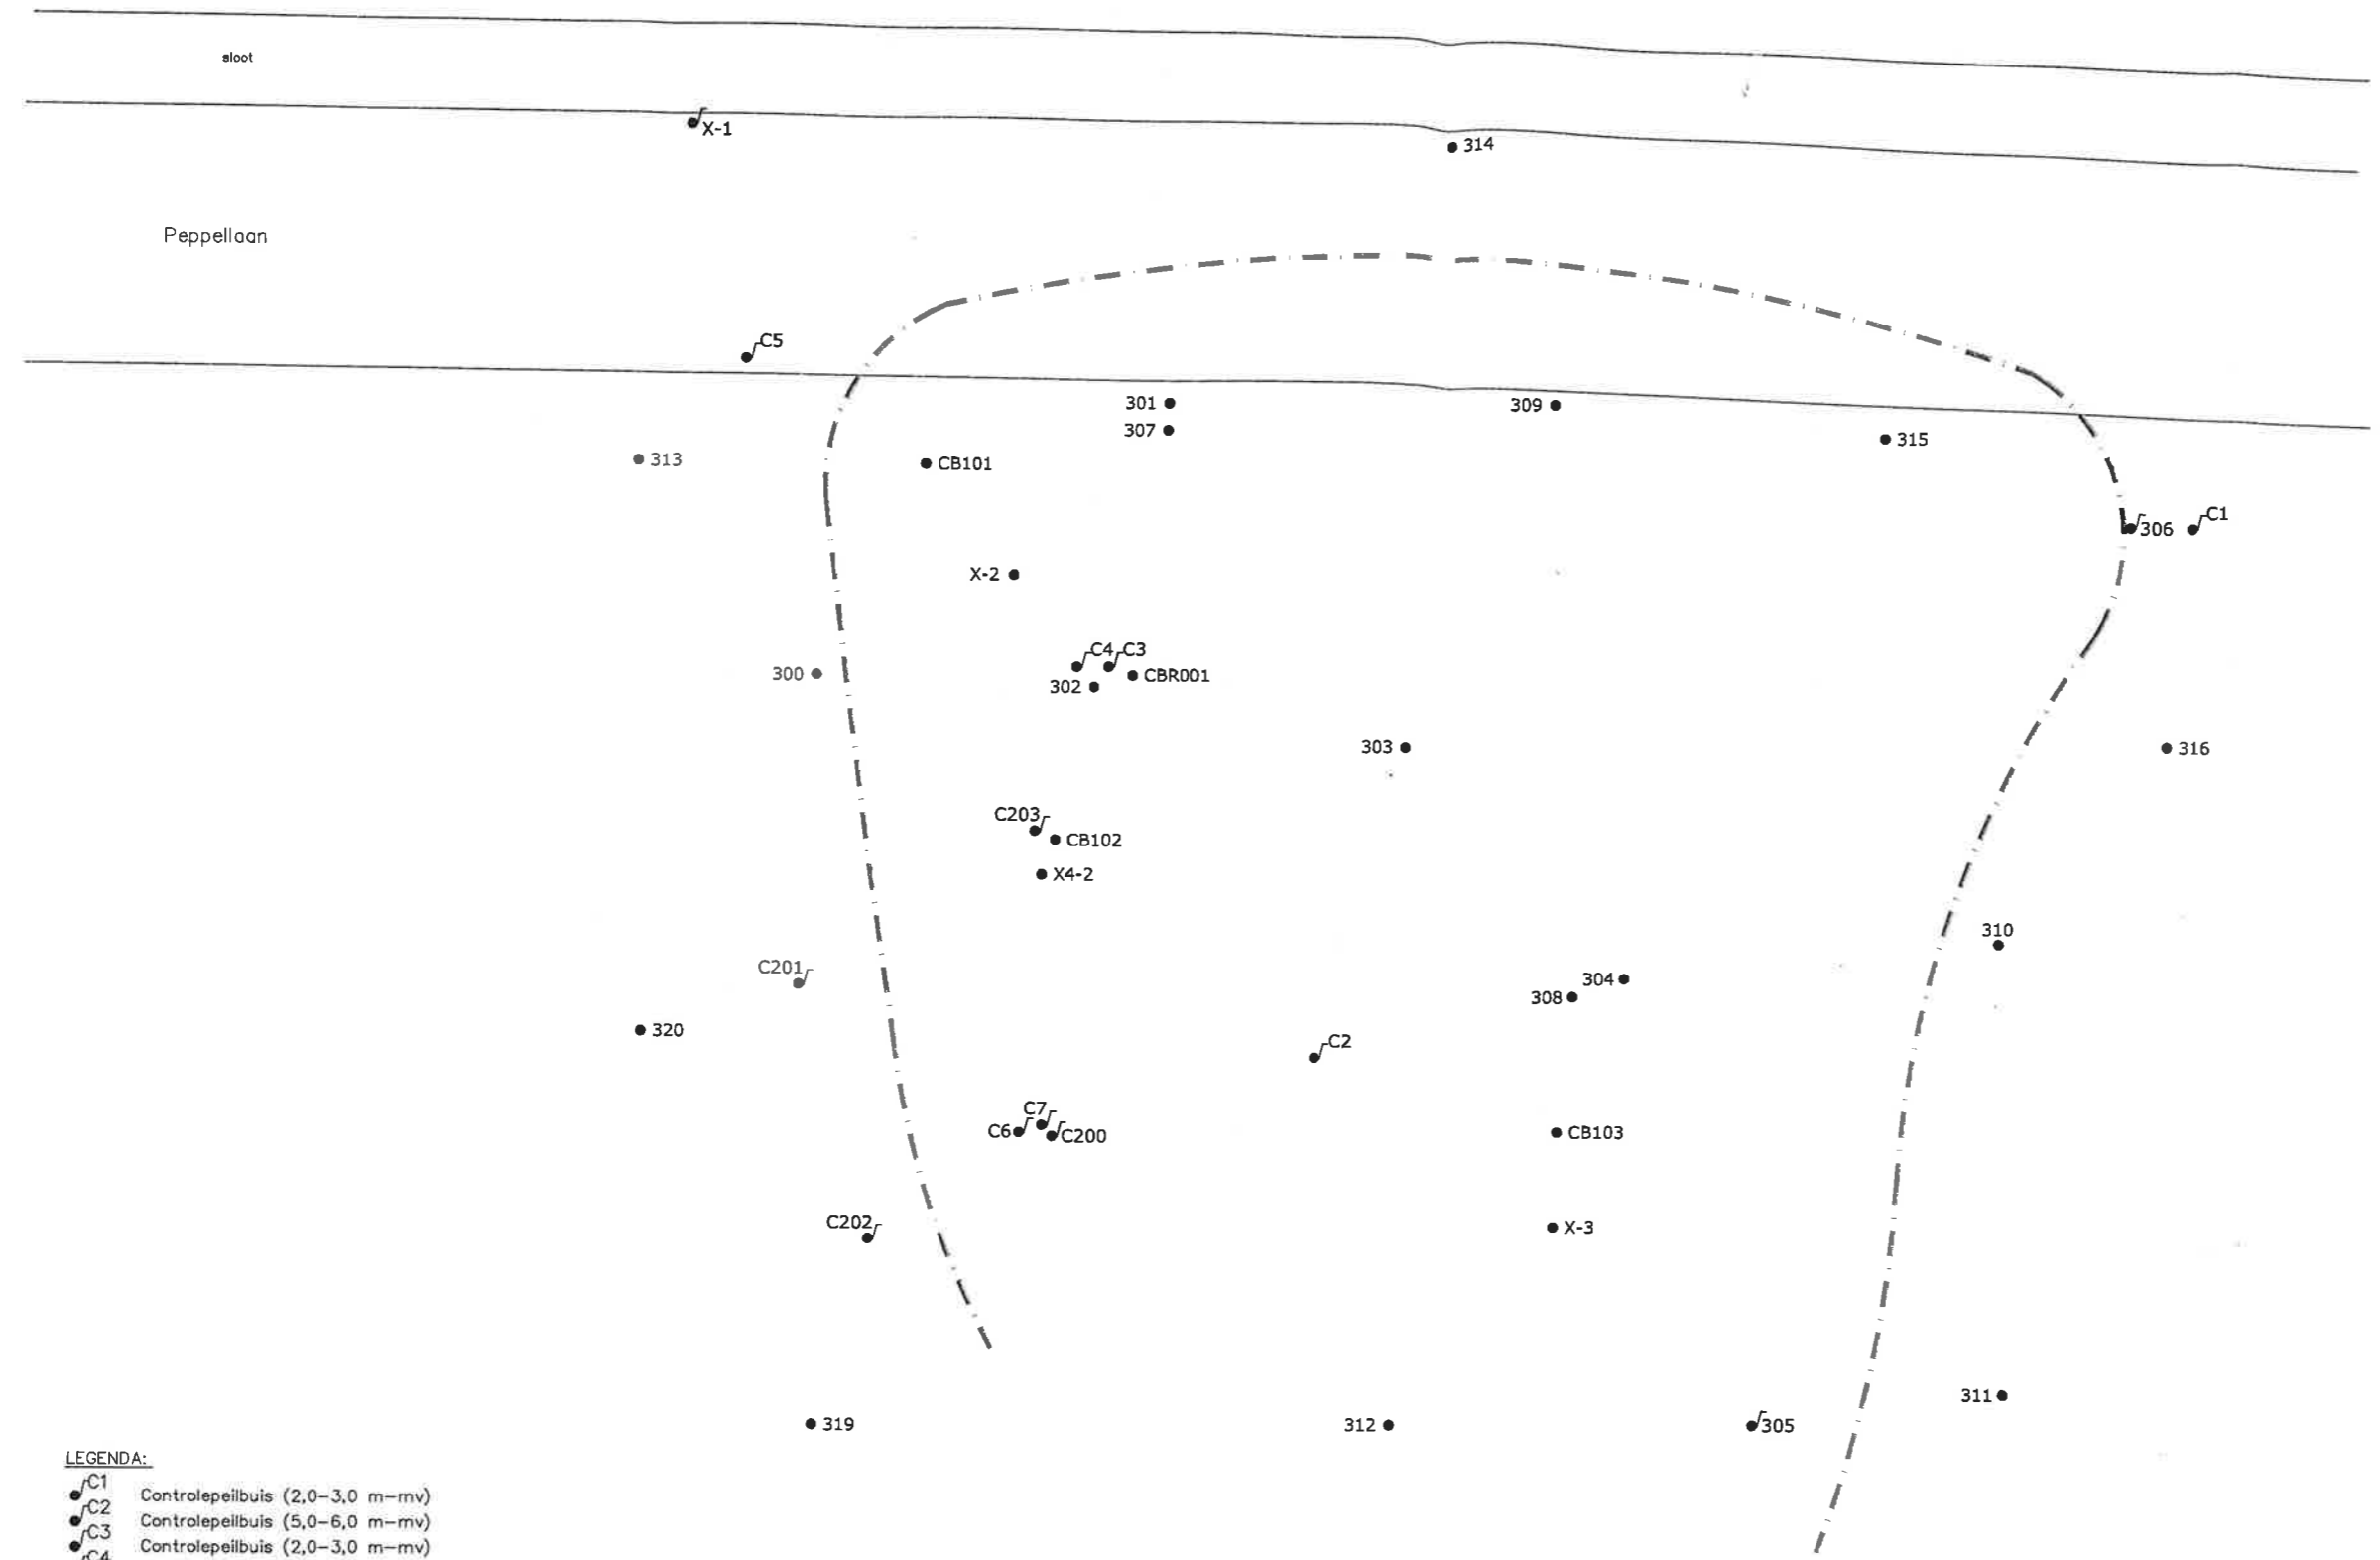 sloot
X-1
314
Peppellaan
C5
301
309
307
315
313
CB101
C1
306
X-2
C4 C3
300
CBR001
302
303
316
C203
CB102
X4-2
310
C201
304
308
320
C2
C7
C6
C200
CB103
C202
X-3
311
319
312
305
LEGENDA:
C1
Controlepeilbuis (2,0-3,0 m-mv)
C2
Controlepeilbuis (5,0-6,0 m-mv)
C3
Controlepeilbuis (2,0-3,0 m-mv)
C4